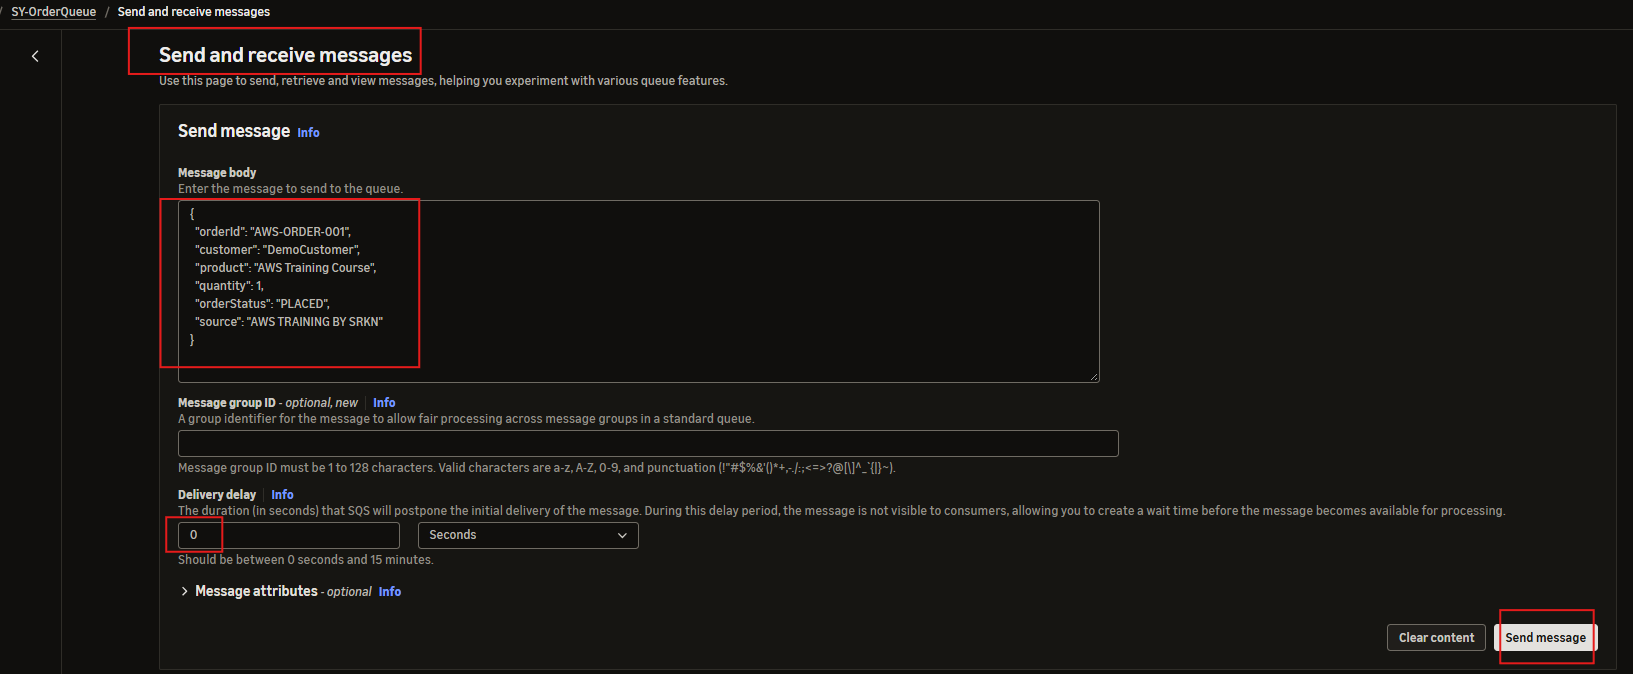 / SY-OrderQueue / Send and receive messages
Send and receive messages
Use this page to send, retrieve and view messages, helping you experiment with various queue features.
Send message Info
Message body
Enter the message to send to the queue.
{
"orderId": "AWS-ORDER-001",
"customer": "DemoCustomer",
"product": "AWS Training Course",
"quantity": 1,
"orderStatus": "PLACED",
"source": "AWS TRAINING BY SRKN"
}
Message group ID - optional, new Info
A group identifier for the message to allow fair processing across message groups in a standard queue.
Message group ID must be 1 to 128 characters. Valid characters are a-z, A-Z, 0-9, and punctuation (!"#$%&'()*+,-./:;<=>?@[\]^_`{|}~).
Delivery delay Info
The duration (in seconds) that SQS will postpone the initial delivery of the message. During this delay period, the message is not visible to consumers, allowing you to create a wait time before the message becomes available for processing.
0 Seconds
Should be between 0 seconds and 15 minutes.
Message attributes - optional Info
Clear content Send message